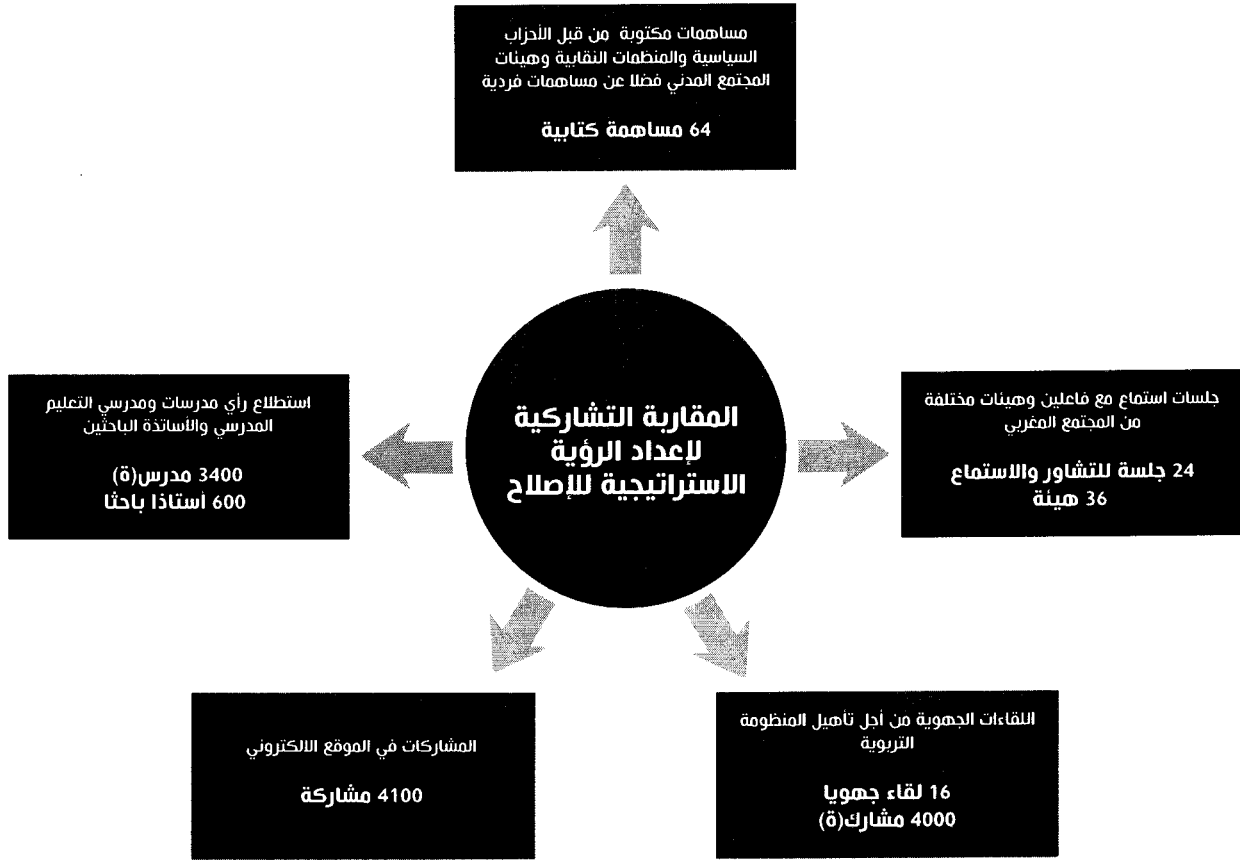 مساهمات مكتوبة من قبل الأحزاب
السياسية والمنظمات النقابية وهيئات
المجتمع المدني فضلا عن مساهمات فردية
64 مساهمة كتابية
المقاربة التشاركية
لإعداد الرؤية
الاستراتيجية للإصلاح
جلسات استماع مع فاعلين وهيئات مختلفة
من المجتمع المغربي
24 جلسة للتشاور والاستماع
36 هيئة
استطلاع رأي مدرسات ومدرسي التعليم
المدرسي والأساتذة الباحثين
3400 مدرس(ة)
600 أستاذا باحثا
اللقاءات الجهوية من أجل تأهيل المنظومة
التربوية
16 لقاء جهويا
4000 مشارك(ة)
المشاركات في الموقع الالكتروني
4100 مشاركة